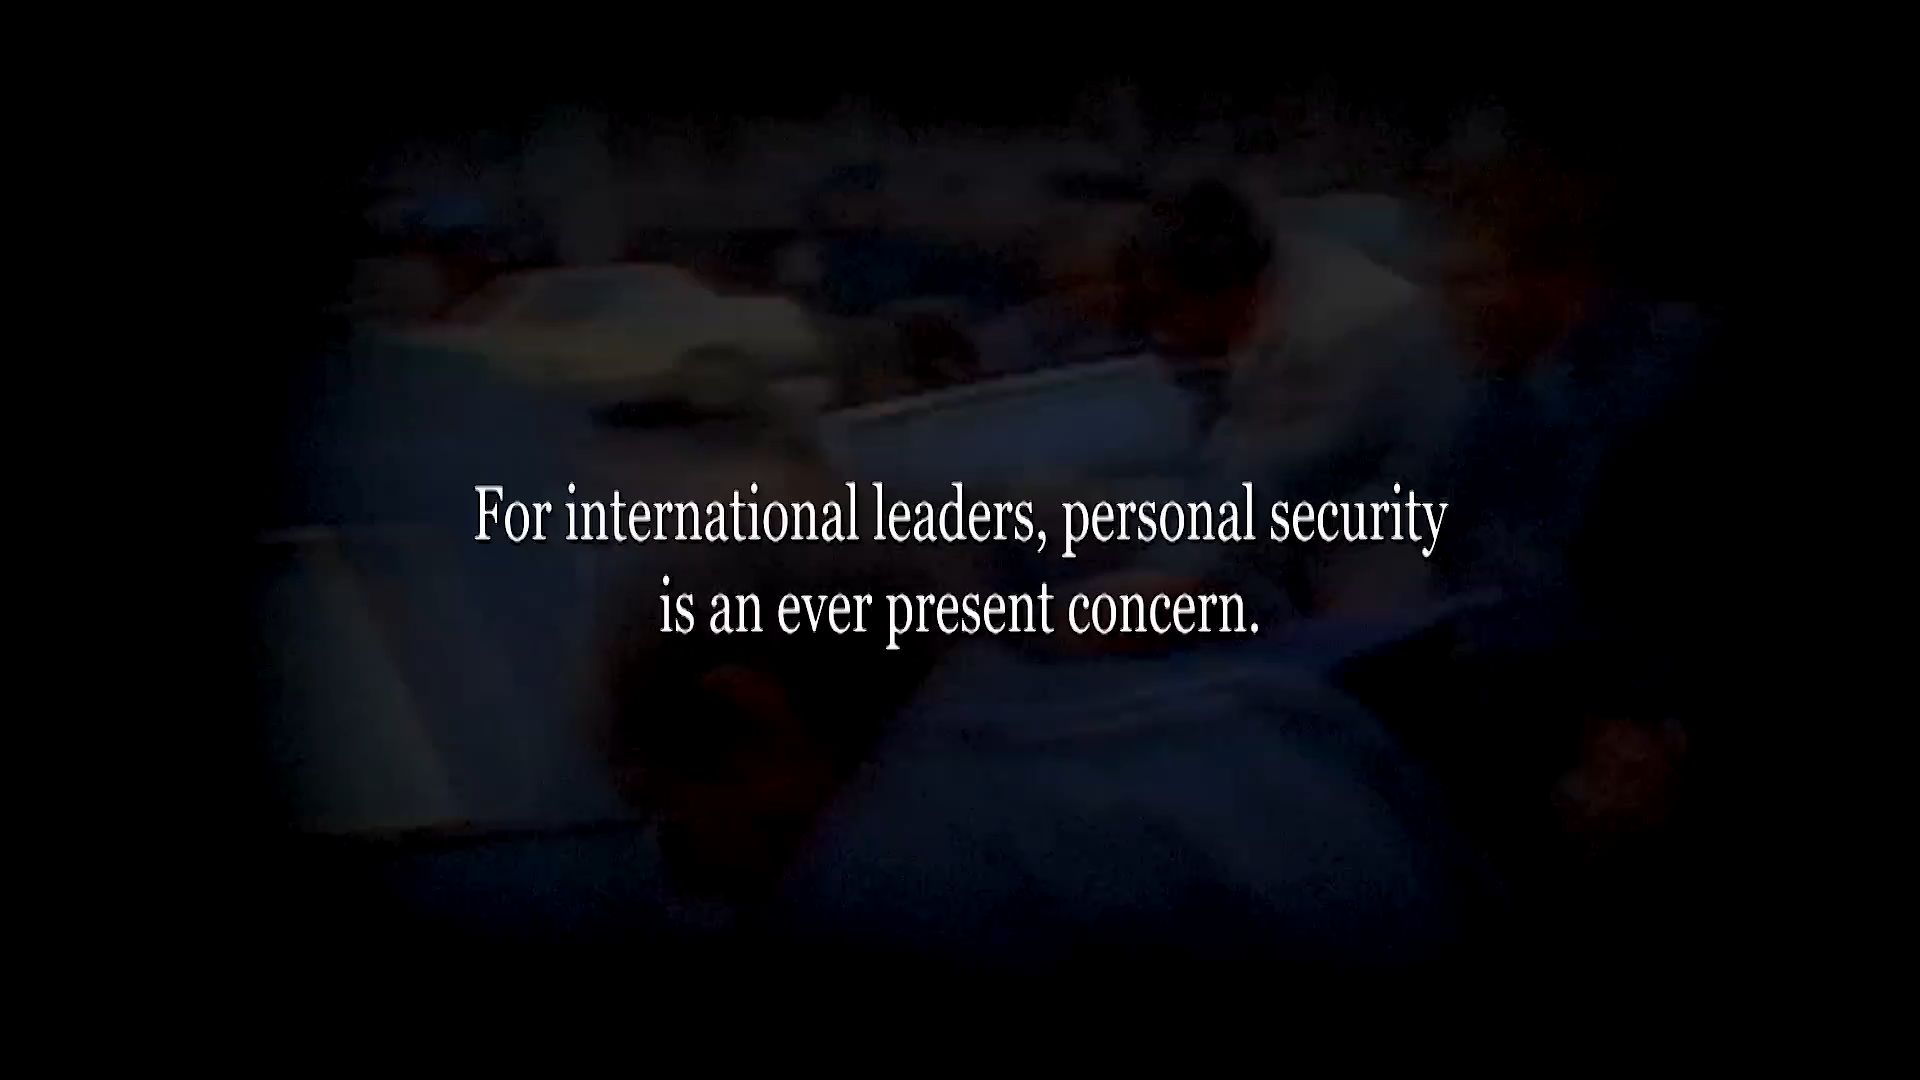 For international leaders, personal security
is an ever present concern.